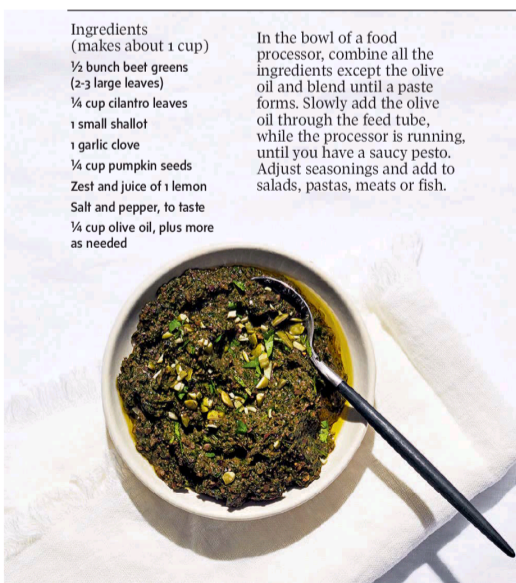 Ingredients
(makes about 1 cup)
½ bunch beet greens
(2-3 large leaves)
¼ cup cilantro leaves
1 small shallot
1 garlic clove
¼ cup pumpkin seeds
Zest and juice of 1 lemon
Salt and pepper, to taste
¼ cup olive oil, plus more
as needed
In the bowl of a food
processor, combine all the
ingredients except the olive
oil and blend until a paste
forms. Slowly add the olive
oil through the feed tube,
while the processor is running,
until you have a saucy pesto.
Adjust seasonings and add to
salads, pastas, meats or fish.